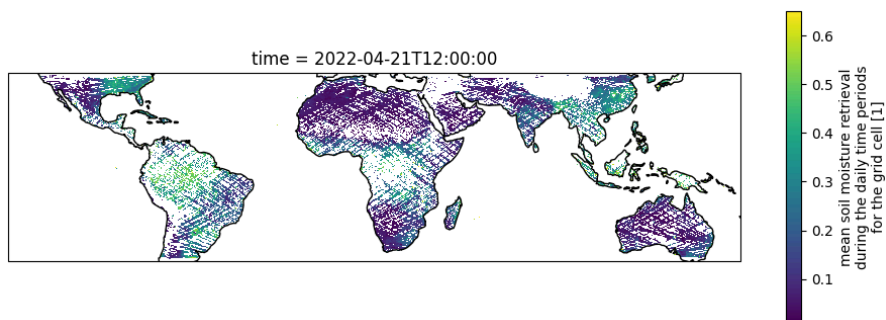 time = 2022-04-21T12:00:00
0.6
0.5
0.4
0.3
0.2
0.1
mean soil moisture retrieval
during the daily time periods
for the grid cell [1]